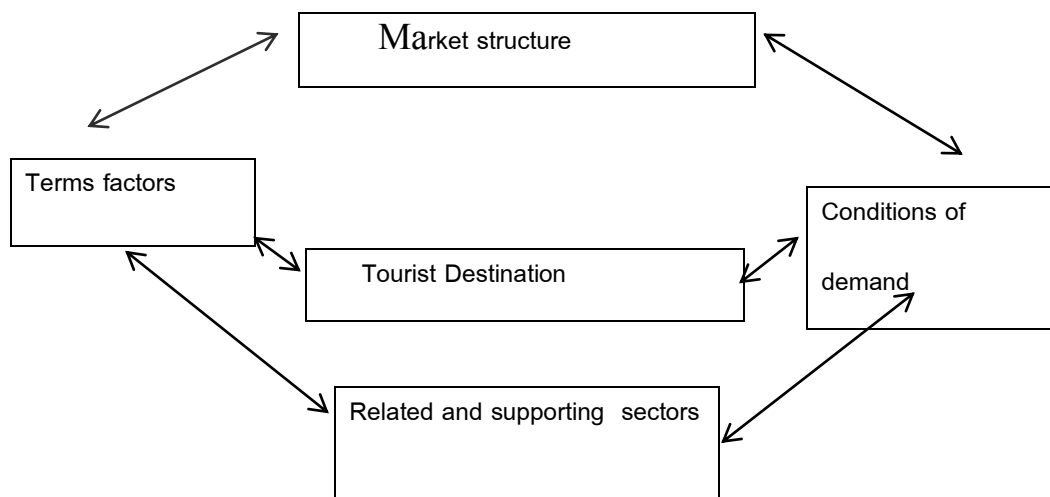 Market structure
Terms factors
Conditions of
demand
Tourist Destination
Related and supporting sectors